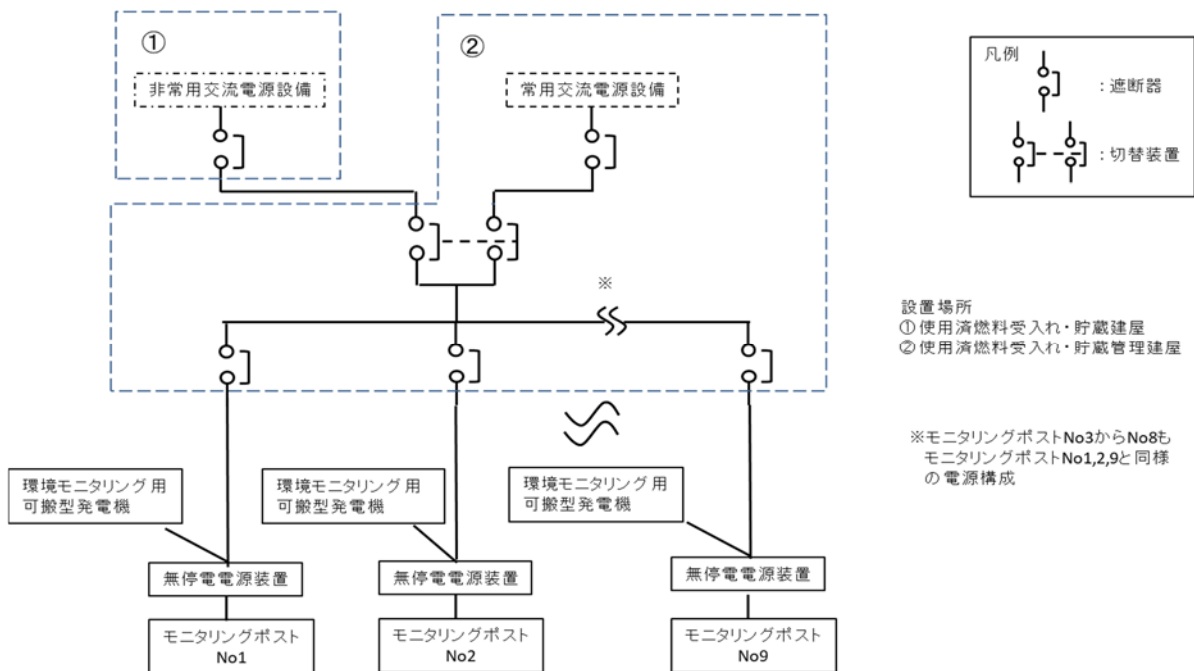 ①
非常用交流電源設備
②
常用交流電源設備
凡例
：遮断器
：切替装置
※
設置場所
①使用済燃料受入れ・貯蔵建屋
②使用済燃料受入れ・貯蔵管理建屋
※モニタリングポストNo3からNo8も
モニタリングポストNo1,2,9と同様
の電源構成
環境モニタリング用
可搬型発電機
環境モニタリング用
可搬型発電機
環境モニタリング用
可搬型発電機
無停電電源装置
無停電電源装置
無停電電源装置
モニタリングポスト
No1
モニタリングポスト
No2
モニタリングポスト
No9